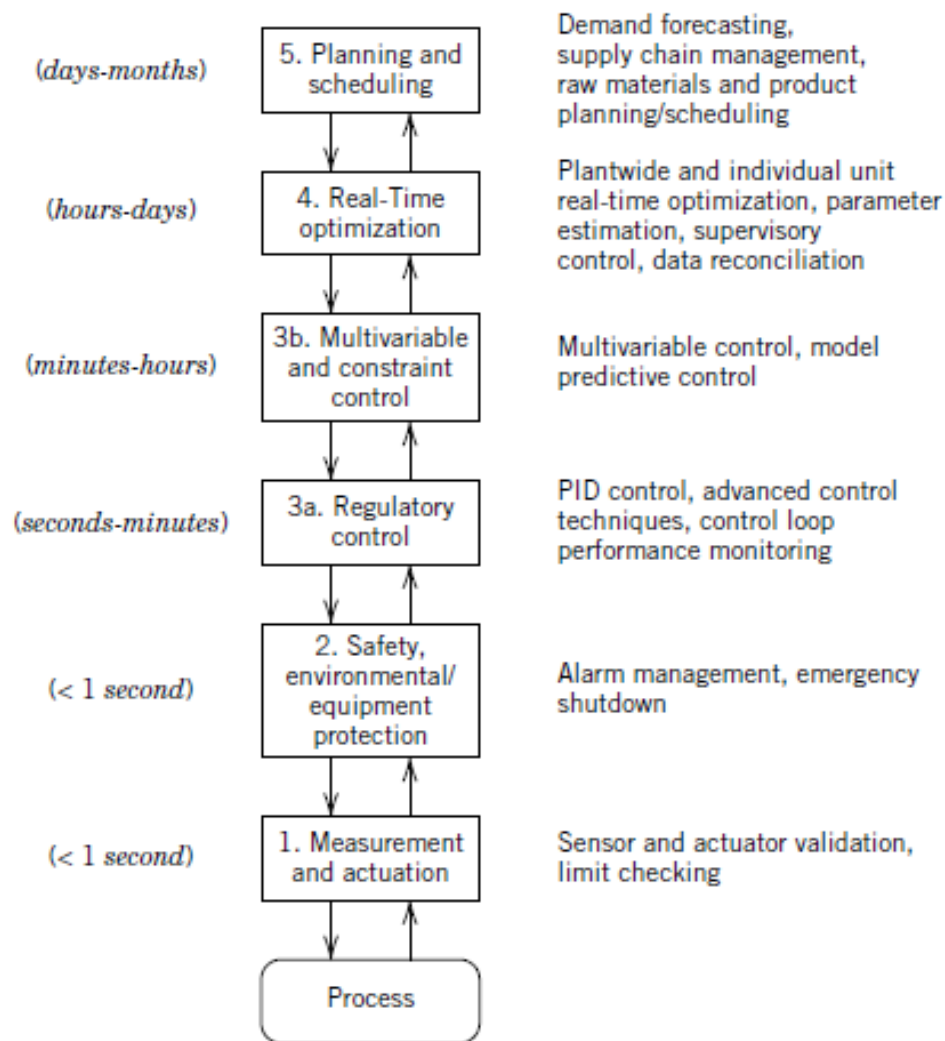 (days-months)
5. Planning and
scheduling
Demand forecasting,
supply chain management,
raw materials and product
planning/scheduling
(hours-days)
4. Real-Time
optimization
Plantwide and individual unit
real-time optimization, parameter
estimation, supervisory
control, data reconciliation
(minutes-hours)
3b. Multivariable
and constraint
control
Multivariable control, model
predictive control
(seconds-minutes)
3a. Regulatory
control
PID control, advanced control
techniques, control loop
performance monitoring
(< 1 second)
2. Safety,
environmental/
equipment
protection
Alarm management, emergency
shutdown
(< 1 second)
1. Measurement
and actuation
Sensor and actuator validation,
limit checking
Process